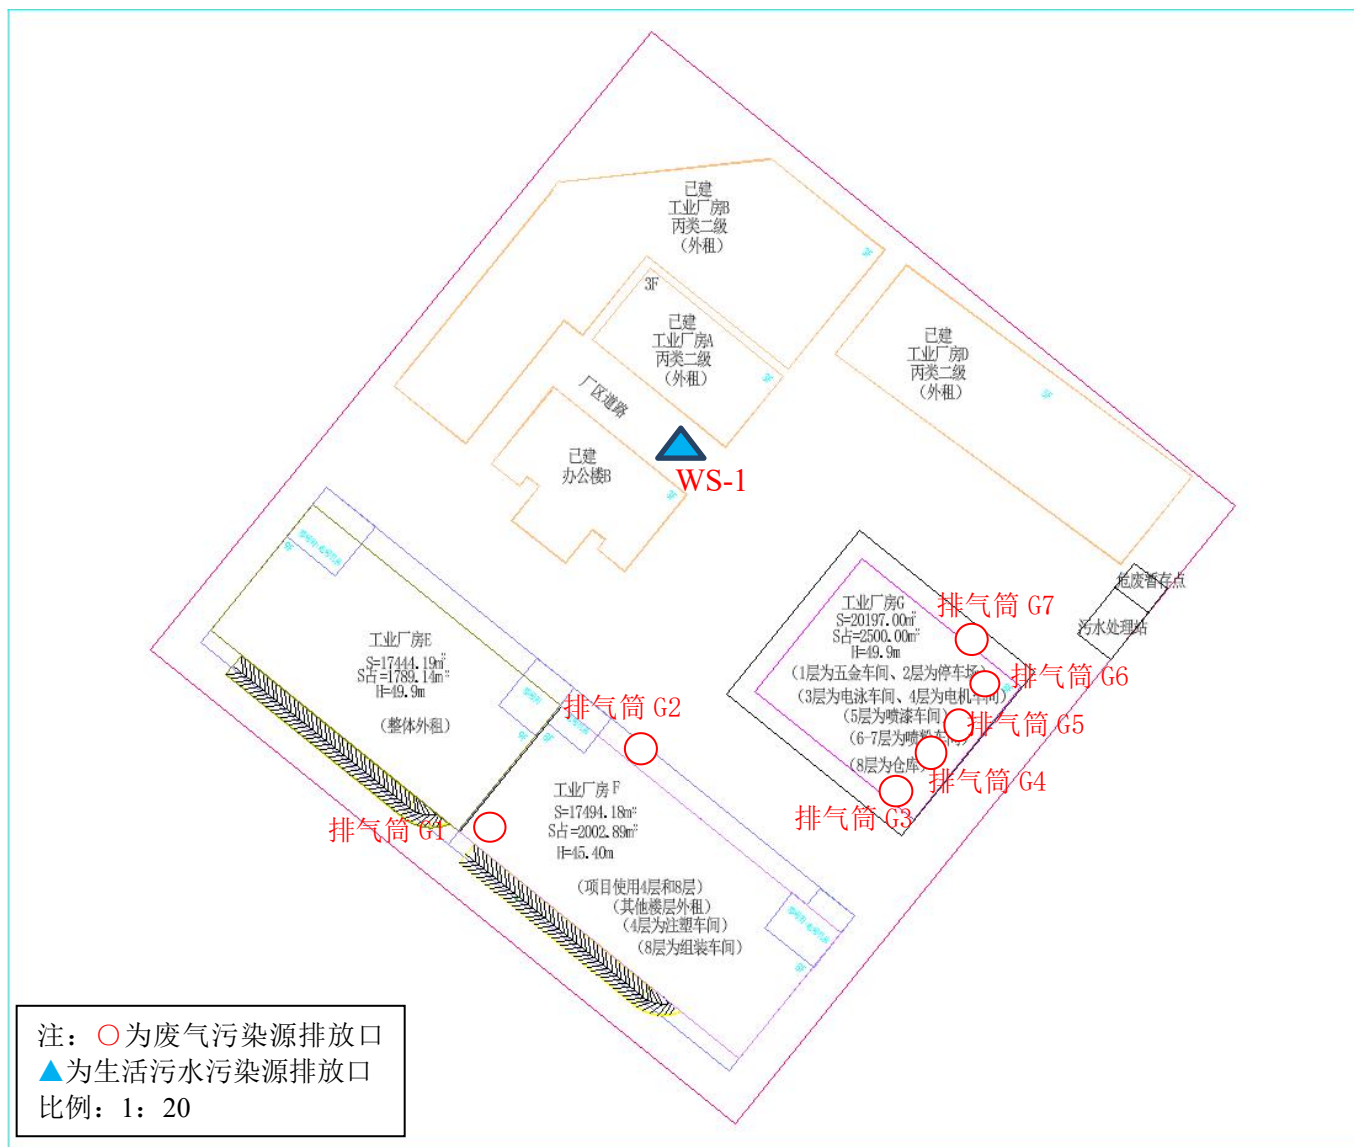 已建
工业厂房B
丙类二级
（外租）
3F
已建
工业厂房A
丙类二级
（外租）
已建
工业厂房D
丙类二级
（外租）
厂区道路
已建
办公楼B
WS-1
危废暂存点
污水处理站
工业厂房G
S=20197.00㎡
S占=2500.00㎡
H=49.9m
(1层为五金车间、2层为停车场)
(3层为电泳车间、4层为电机车间)
(5层为喷漆车间)
(6-7层为喷粉车间)
(8层为仓库)
排气筒 G7
排气筒 G6
排气筒 G5
排气筒 G4
排气筒 G3
工业厂房E
S=17444.19㎡
S占=1789.14㎡
H=49.9m
(整体外租)
排气筒 G2
排气筒 G1
工业厂房 F
S=17494.18㎡
S占=2002.89㎡
H=45.40m
(项目使用4层和8层)
(其他楼层外租)
(4层为注塑车间)
(8层为组装车间)
注：○为废气污染源排放口
▲为生活污水污染源排放口
比例：1：20